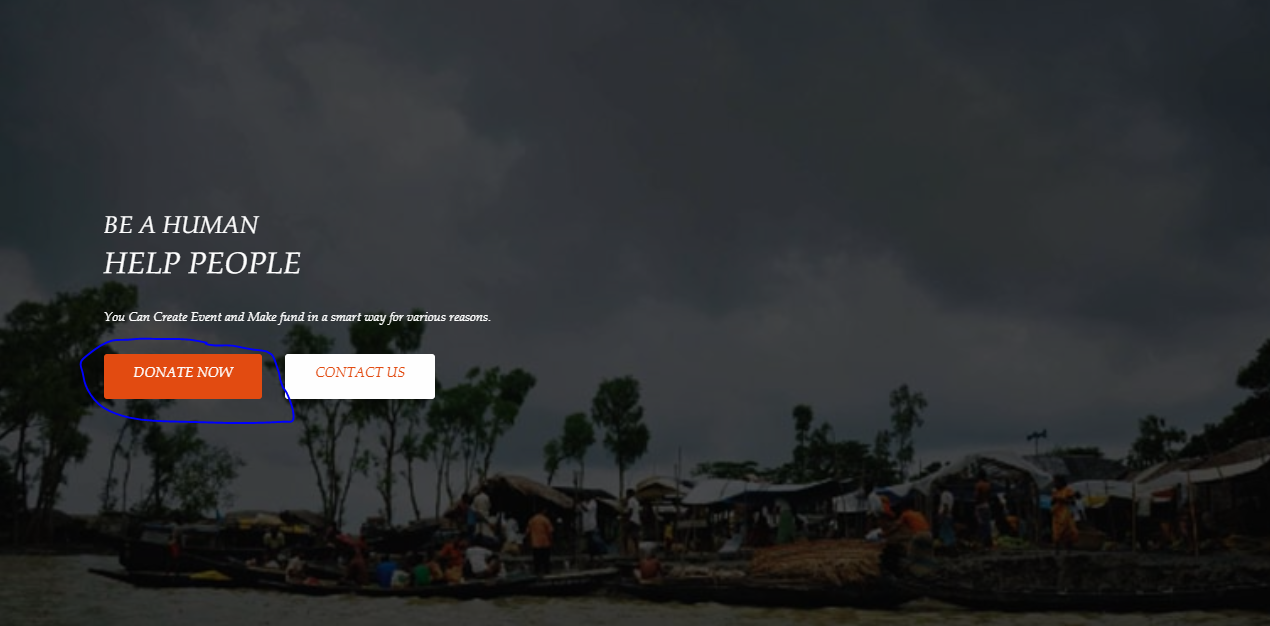 BE A HUMAN
HELP PEOPLE
You Can Create Event and Make fund in a smart way for various reasons.
DONATE NOW
CONTACT US